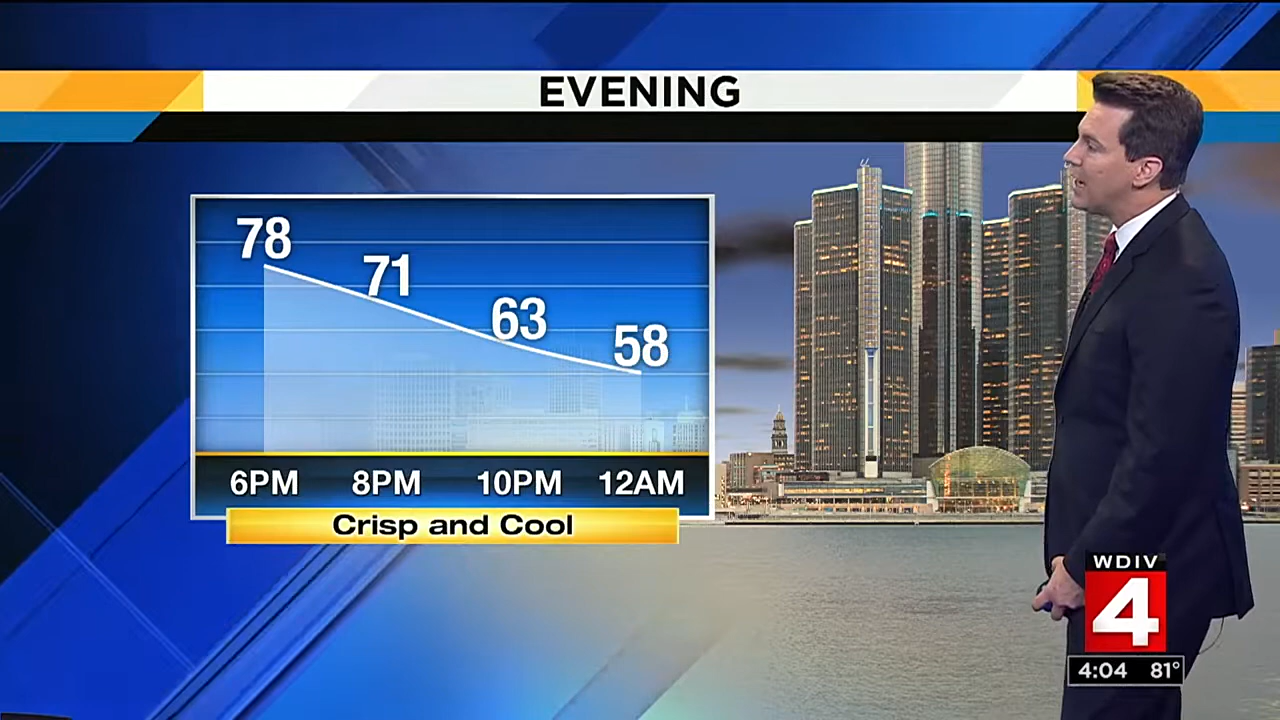 EVENING
78
71
63
58
6PM 8PM 10PM 12AM
Crisp and Cool
WDIV
4
4:04 81°